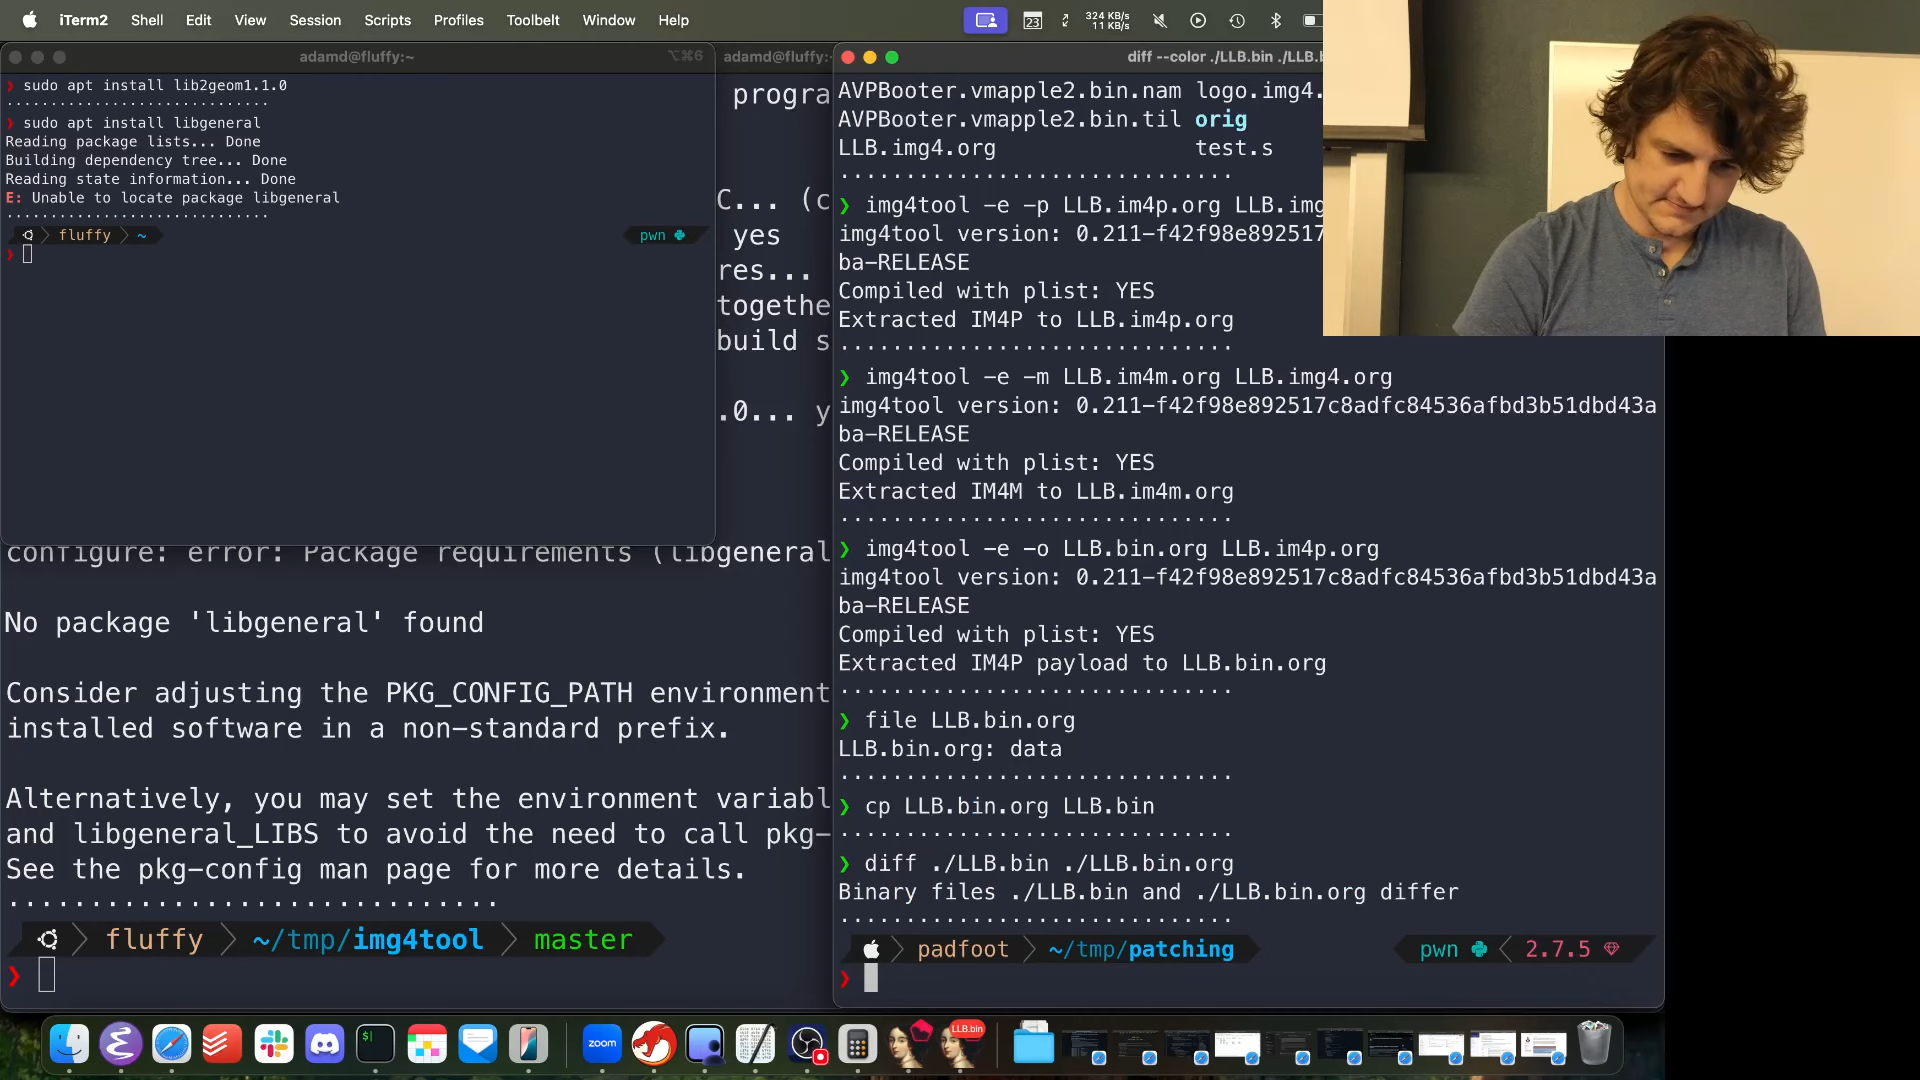 iTerm2 Shell Edit View Session Scripts Profiles Toolbelt Window Help
23
324 KB/s
11 KB/s
adamd@fluffy:~
⌥⌘6
❯ sudo apt install lib2geom1.1.0
..............................
❯ sudo apt install libgeneral
Reading package lists... Done
Building dependency tree... Done
Reading state information... Done
E: Unable to locate package libgeneral
..............................
fluffy ~
pwn
❯
adamd@fluffy:-
progra
C... (c
yes
res...
togethe
build s
.0... y
configure: error: Package requirements (libgeneral
No package 'libgeneral' found
Consider adjusting the PKG_CONFIG_PATH environment
installed software in a non-standard prefix.
Alternatively, you may set the environment variabl
and libgeneral_LIBS to avoid the need to call pkg-
See the pkg-config man page for more details.
..............................
fluffy ~/tmp/img4tool master
❯
diff --color ./LLB.bin ./LLB.b
AVPBooter.vmapple2.bin.nam logo.img4.
AVPBooter.vmapple2.bin.til orig
LLB.img4.org test.s
..............................
❯ img4tool -e -p LLB.im4p.org LLB.img
img4tool version: 0.211-f42f98e892517
ba-RELEASE
Compiled with plist: YES
Extracted IM4P to LLB.im4p.org
..............................
❯ img4tool -e -m LLB.im4m.org LLB.img4.org
img4tool version: 0.211-f42f98e892517c8adfc84536afbd3b51dbd43a
ba-RELEASE
Compiled with plist: YES
Extracted IM4M to LLB.im4m.org
..............................
❯ img4tool -e -o LLB.bin.org LLB.im4p.org
img4tool version: 0.211-f42f98e892517c8adfc84536afbd3b51dbd43a
ba-RELEASE
Compiled with plist: YES
Extracted IM4P payload to LLB.bin.org
..............................
❯ file LLB.bin.org
LLB.bin.org: data
..............................
❯ cp LLB.bin.org LLB.bin
..............................
❯ diff ./LLB.bin ./LLB.bin.org
Binary files ./LLB.bin and ./LLB.bin.org differ
..............................
padfoot ~/tmp/patching
pwn 2.7.5
❯
zoom
LLB.bin